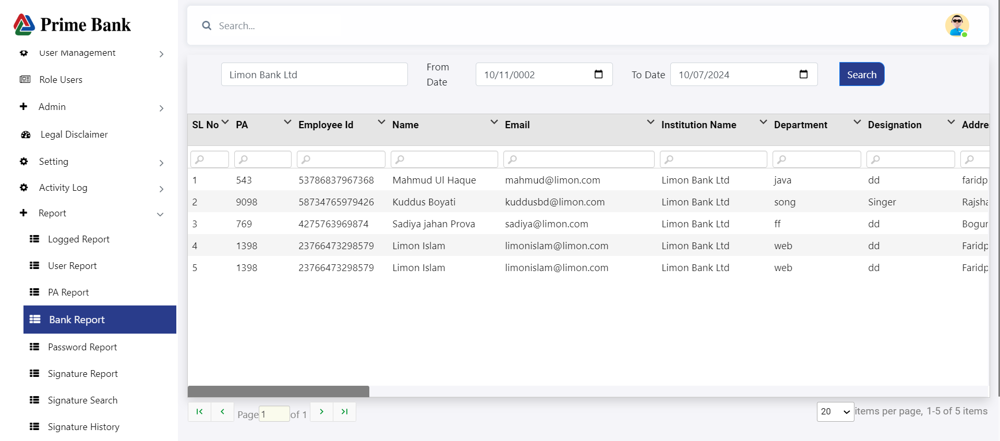 Prime Bank
User Management
Role Users
Admin
Legal Disclaimer
Setting
Activity Log
Report
Logged Report
User Report
PA Report
Bank Report
Password Report
Signature Report
Signature Search
Signature History
Search...
Limon Bank Ltd
From
Date
10/11/0002
To Date
10/07/2024
Search
SL No PA Employee Id Name Email Institution Name Department Designation Addre
1 543 53786837967368 Mahmud Ul Haque mahmud@limon.com Limon Bank Ltd java dd faridp
2 9098 58734765979426 Kuddus Boyati kuddusbd@limon.com Limon Bank Ltd song Singer Rajsha
3 769 4275763969874 Sadiya jahan Prova sadiya@limon.com Limon Bank Ltd ff dd Bogur
4 1398 23766473298579 Limon Islam limonislam@limon.com Limon Bank Ltd web dd Faridp
5 1398 23766473298579 Limon Islam limonislam@limon.com Limon Bank Ltd web dd Faridp
Page 1 of 1
20 items per page, 1-5 of 5 items